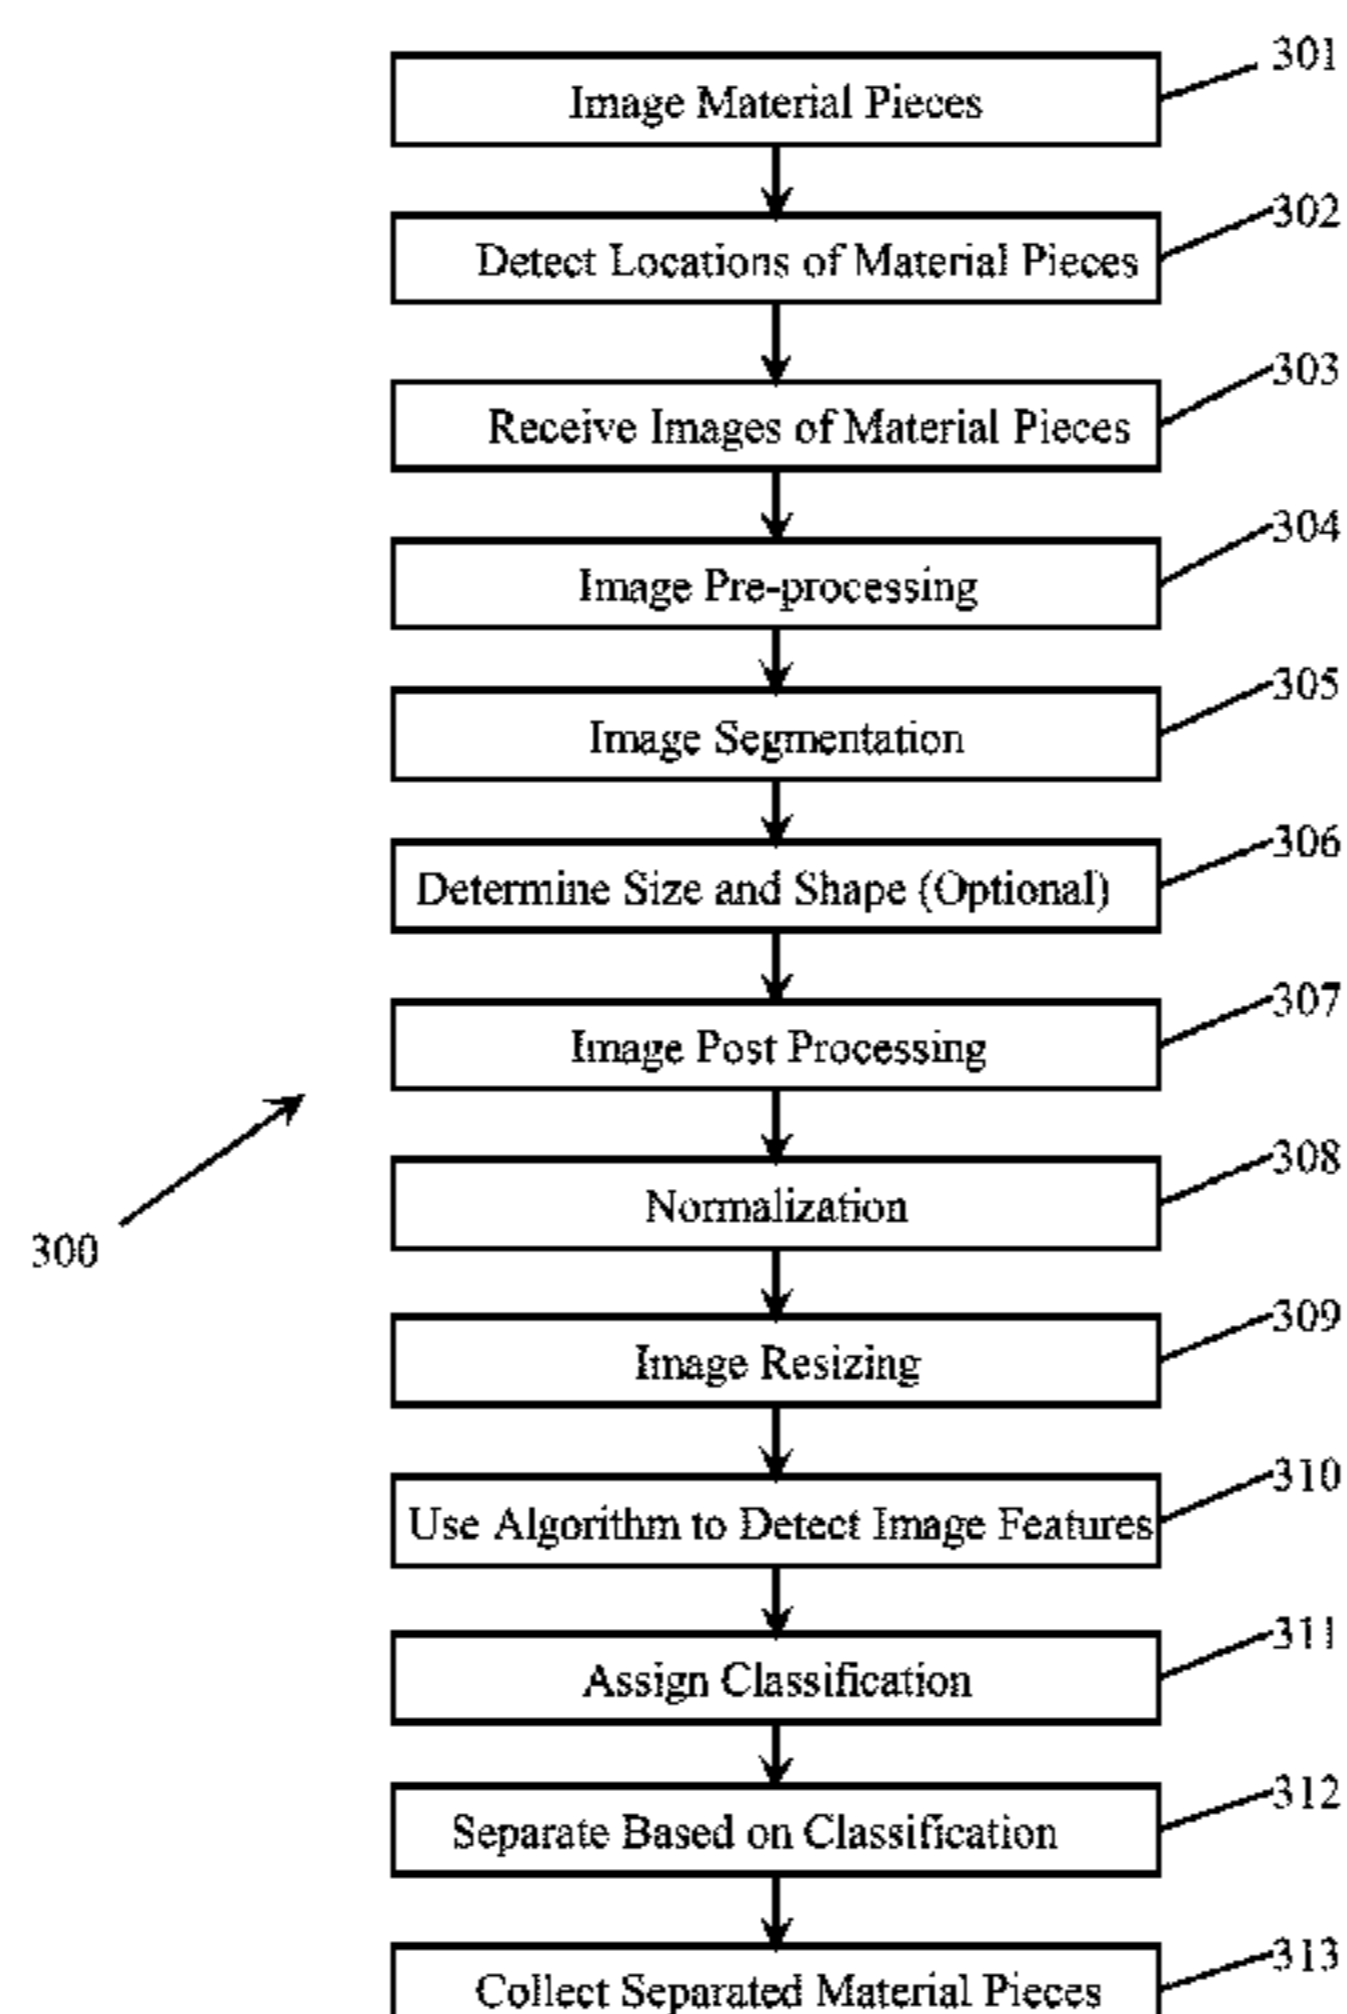 Image Material Pieces 301
Detect Locations of Material Pieces 302
Receive Images of Material Pieces 303
Image Pre-processing 304
Image Segmentation 305
Determine Size and Shape (Optional) 306
Image Post Processing 307
Normalization 308
300
Image Resizing 309
Use Algorithm to Detect Image Features 310
Assign Classification 311
Separate Based on Classification 312
Collect Separated Material Pieces 313